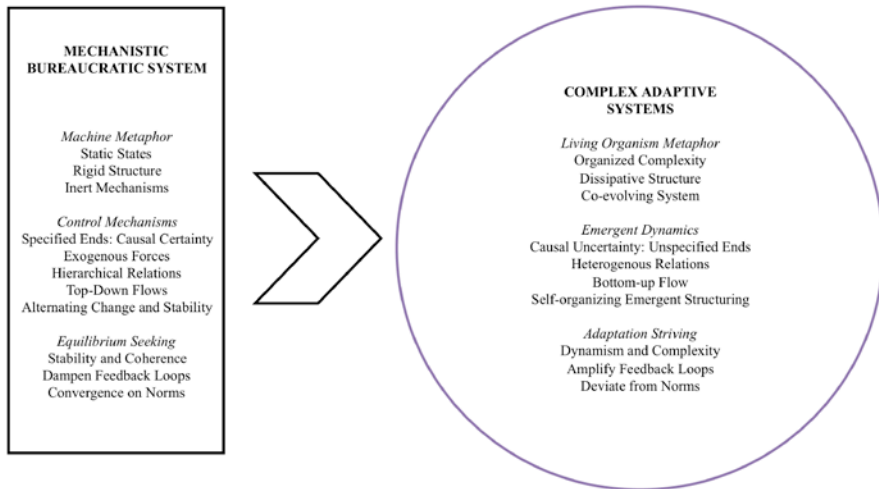 MECHANISTIC
BUREAUCRATIC SYSTEM
Machine Metaphor
Static States
Rigid Structure
Inert Mechanisms
Control Mechanisms
Specified Ends: Causal Certainty
Exogenous Forces
Hierarchical Relations
Top-Down Flows
Alternating Change and Stability
Equilibrium Seeking
Stability and Coherence
Dampen Feedback Loops
Convergence on Norms
COMPLEX ADAPTIVE
SYSTEMS
Living Organism Metaphor
Organized Complexity
Dissipative Structure
Co-evolving System
Emergent Dynamics
Causal Uncertainty: Unspecified Ends
Heterogenous Relations
Bottom-up Flow
Self-organizing Emergent Structuring
Adaptation Striving
Dynamism and Complexity
Amplify Feedback Loops
Deviate from Norms